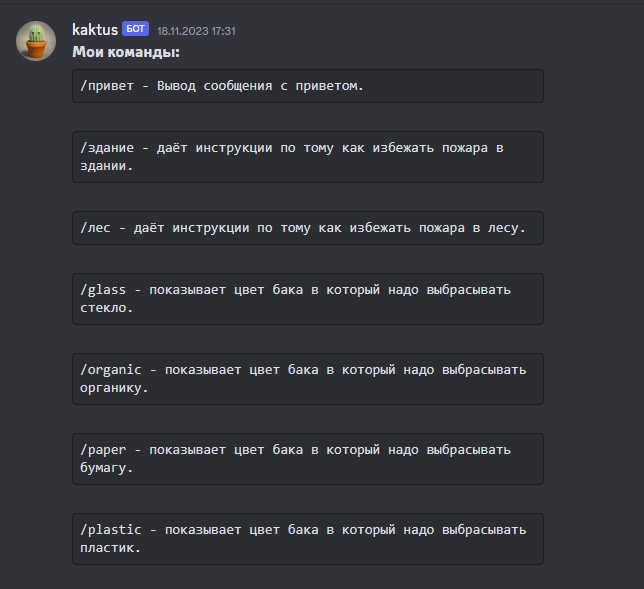 kaktus БОТ 18.11.2023 17:31
Мои команды:
/привет - Вывод сообщения с приветом.
/здание - даёт инструкции по тому как избежать пожара в
здании.
/лес - даёт инструкции по тому как избежать пожара в лесу.
/glass - показывает цвет бака в который надо выбрасывать
стекло.
/organic - показывает цвет бака в который надо выбрасывать
органику.
/paper - показывает цвет бака в который надо выбрасывать
бумагу.
/plastic - показывает цвет бака в который надо выбрасывать
пластик.